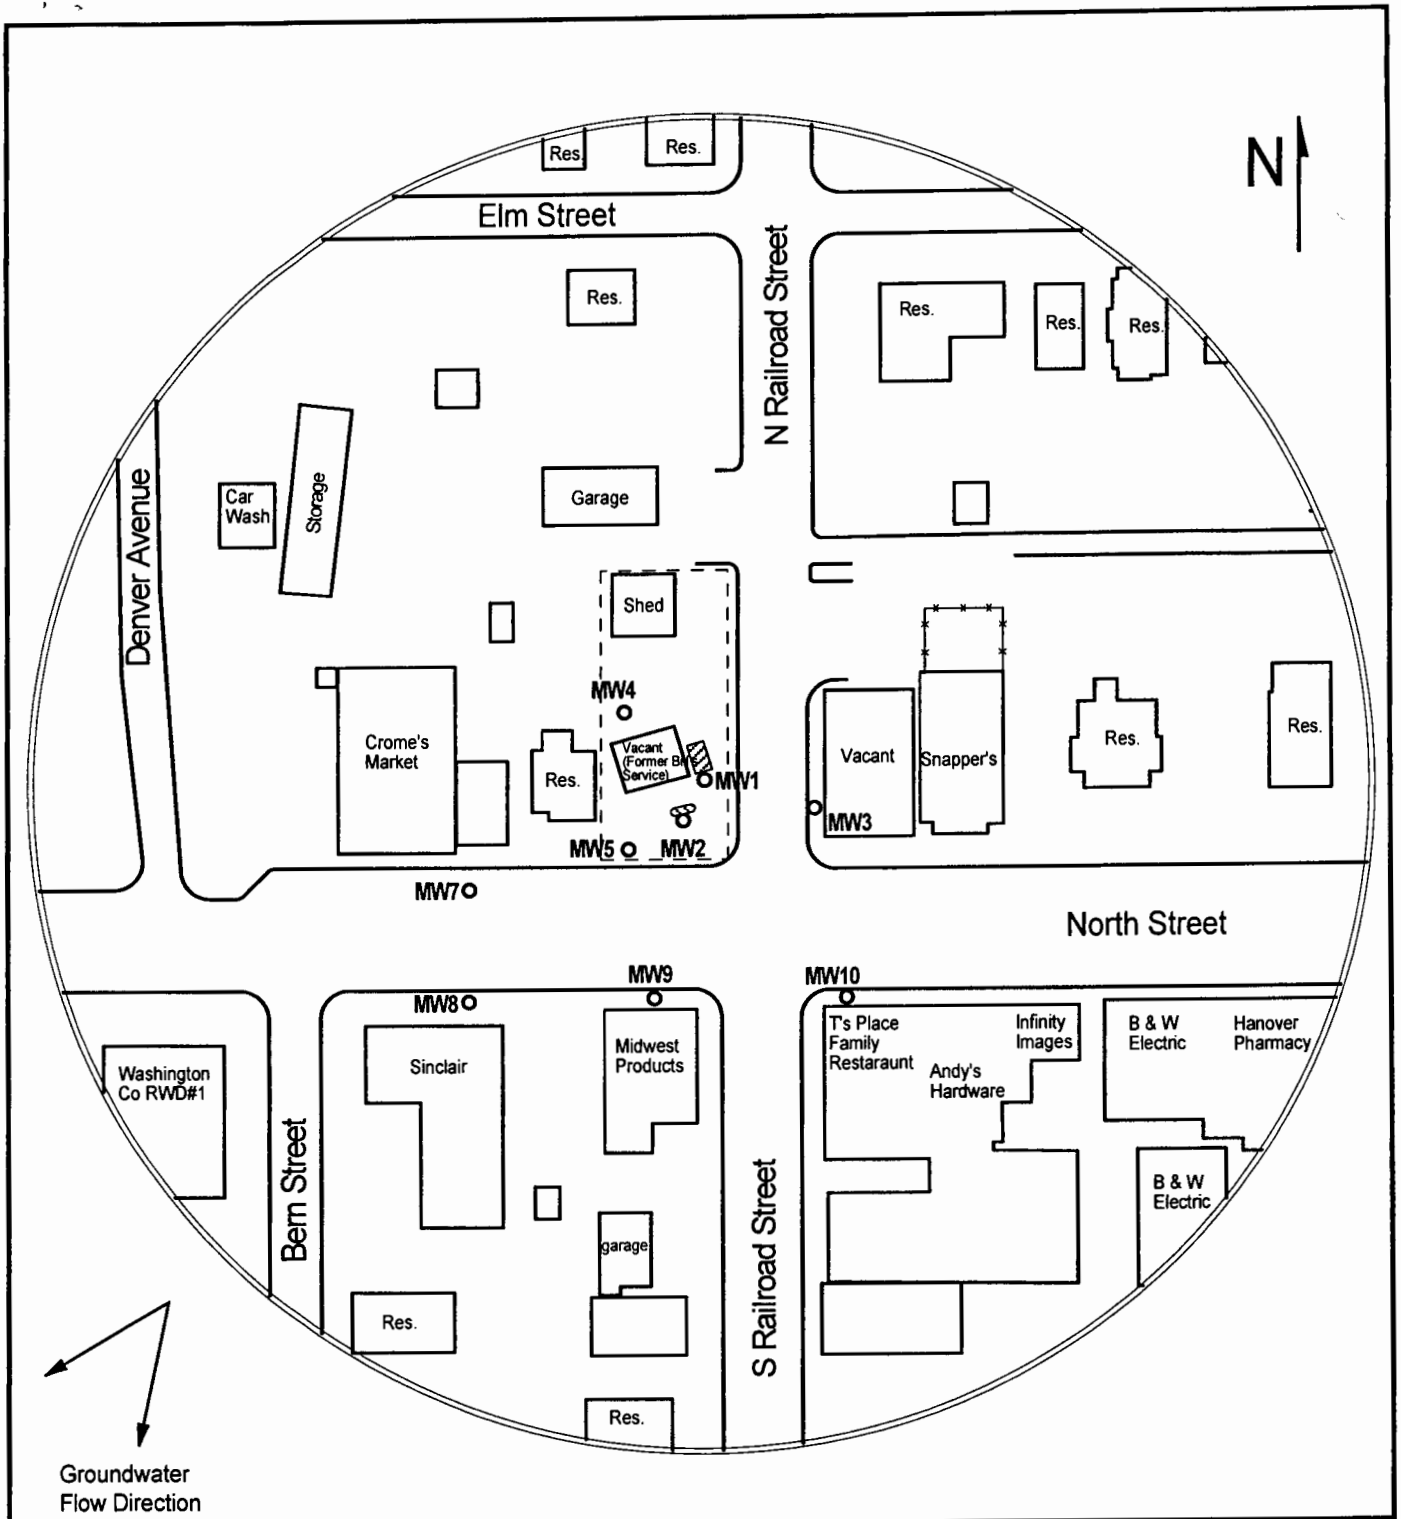 Res.
Res.
N
Elm Street
N Railroad Street
Res.
Res.
Res.
Res.
Denver Avenue
Car
Wash
Storage
Garage
Shed
MW4
Crome's
Market
Res.
Vacant
(Former
Service)
MW1
Vacant
Snapper's
Res.
Res.
MW3
MW5
MW2
MW7
North Street
MW8
MW9
MW10
Washington
Co RWD#1
Bern Street
Sinclair
Midwest
Products
T's Place
Family
Restaraunt
Infinity
Images
Andy's
Hardware
B & W
Electric
Hanover
Pharmacy
B & W
Electric
garage
S Railroad Street
Res.
Res.
Groundwater
Flow Direction